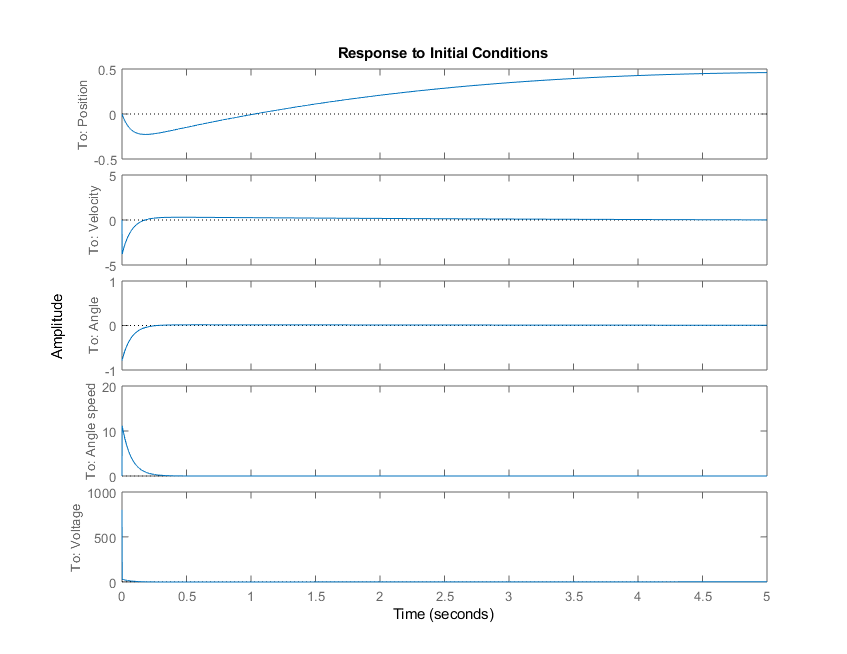 Response to Initial Conditions
Amplitude
To: Position
0.5
0
-0.5
To: Velocity
5
0
-5
To: Angle
1
0
-1
To: Angle speed
20
0
To: Voltage
1000
500
0
0 0.5 1 1.5 2 2.5 3 3.5 4 4.5 5
Time (seconds)